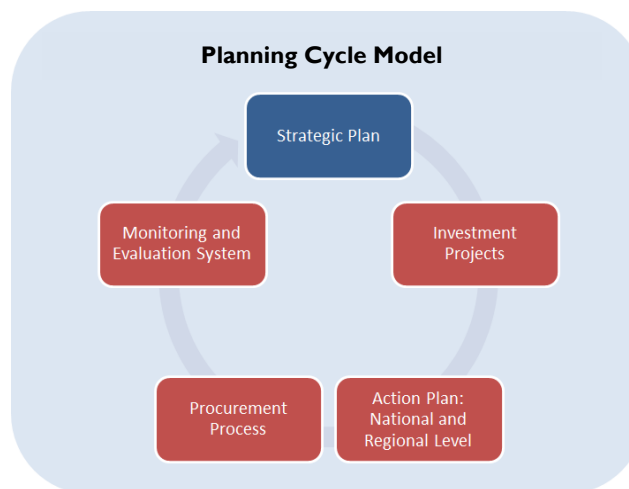 Planning Cycle Model
Strategic Plan
Investment
Projects
Action Plan:
National and
Regional Level
Procurement
Process
Monitoring and
Evaluation System